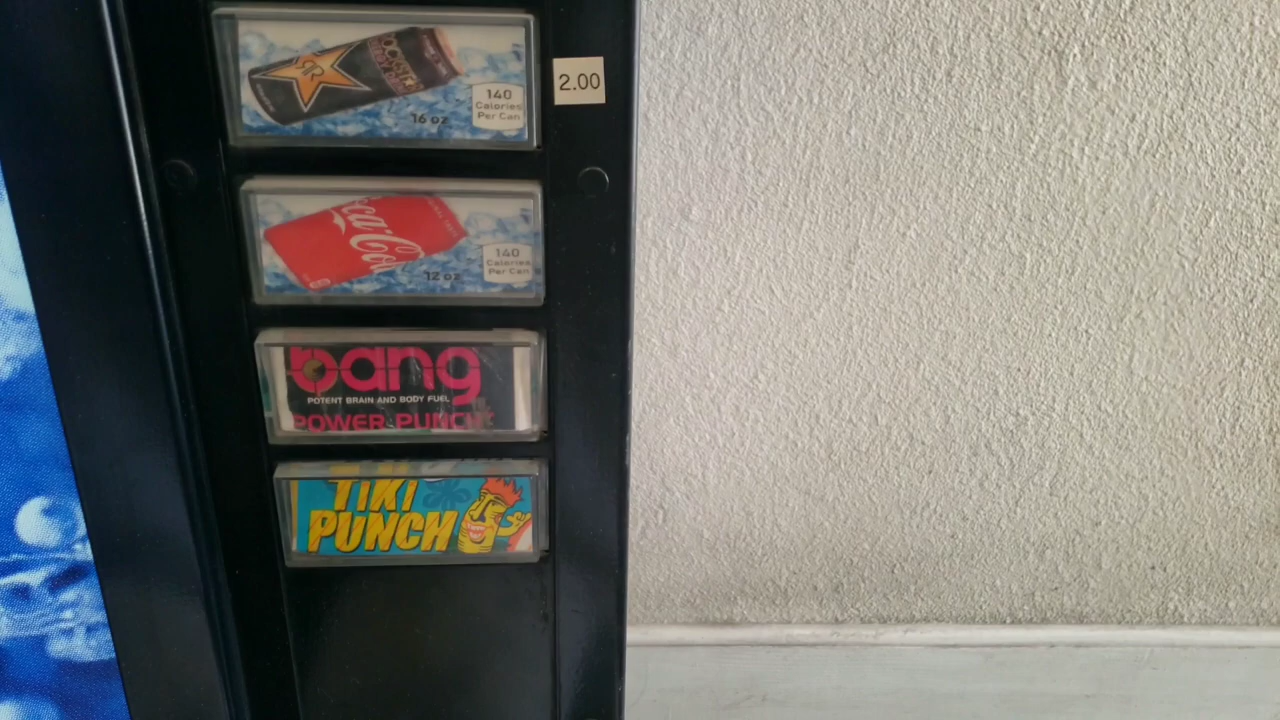 ROCKSTAR
16 oz
140
Calories
Per Can
2.00
Coca-Cola
12 oz
140
Calories
Per Can
bang
POTENT BRAIN AND BODY FUEL
POWER PUNCH
TIKI
PUNCH